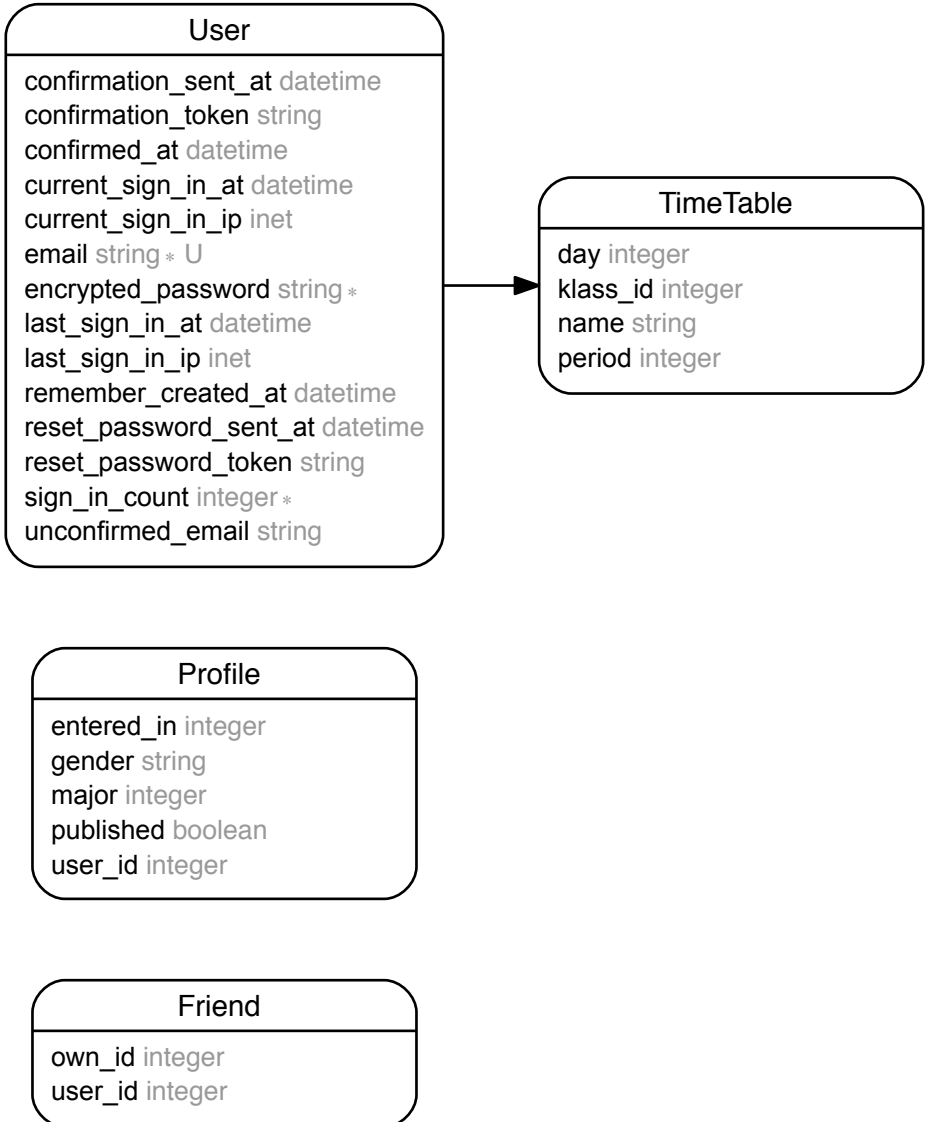 User
confirmation_sent_at datetime
confirmation_token string
confirmed_at datetime
current_sign_in_at datetime
current_sign_in_ip inet
email string * U
encrypted_password string *
last_sign_in_at datetime
last_sign_in_ip inet
remember_created_at datetime
reset_password_sent_at datetime
reset_password_token string
sign_in_count integer *
unconfirmed_email string
TimeTable
day integer
klass_id integer
name string
period integer
Profile
entered_in integer
gender string
major integer
published boolean
user_id integer
Friend
own_id integer
user_id integer